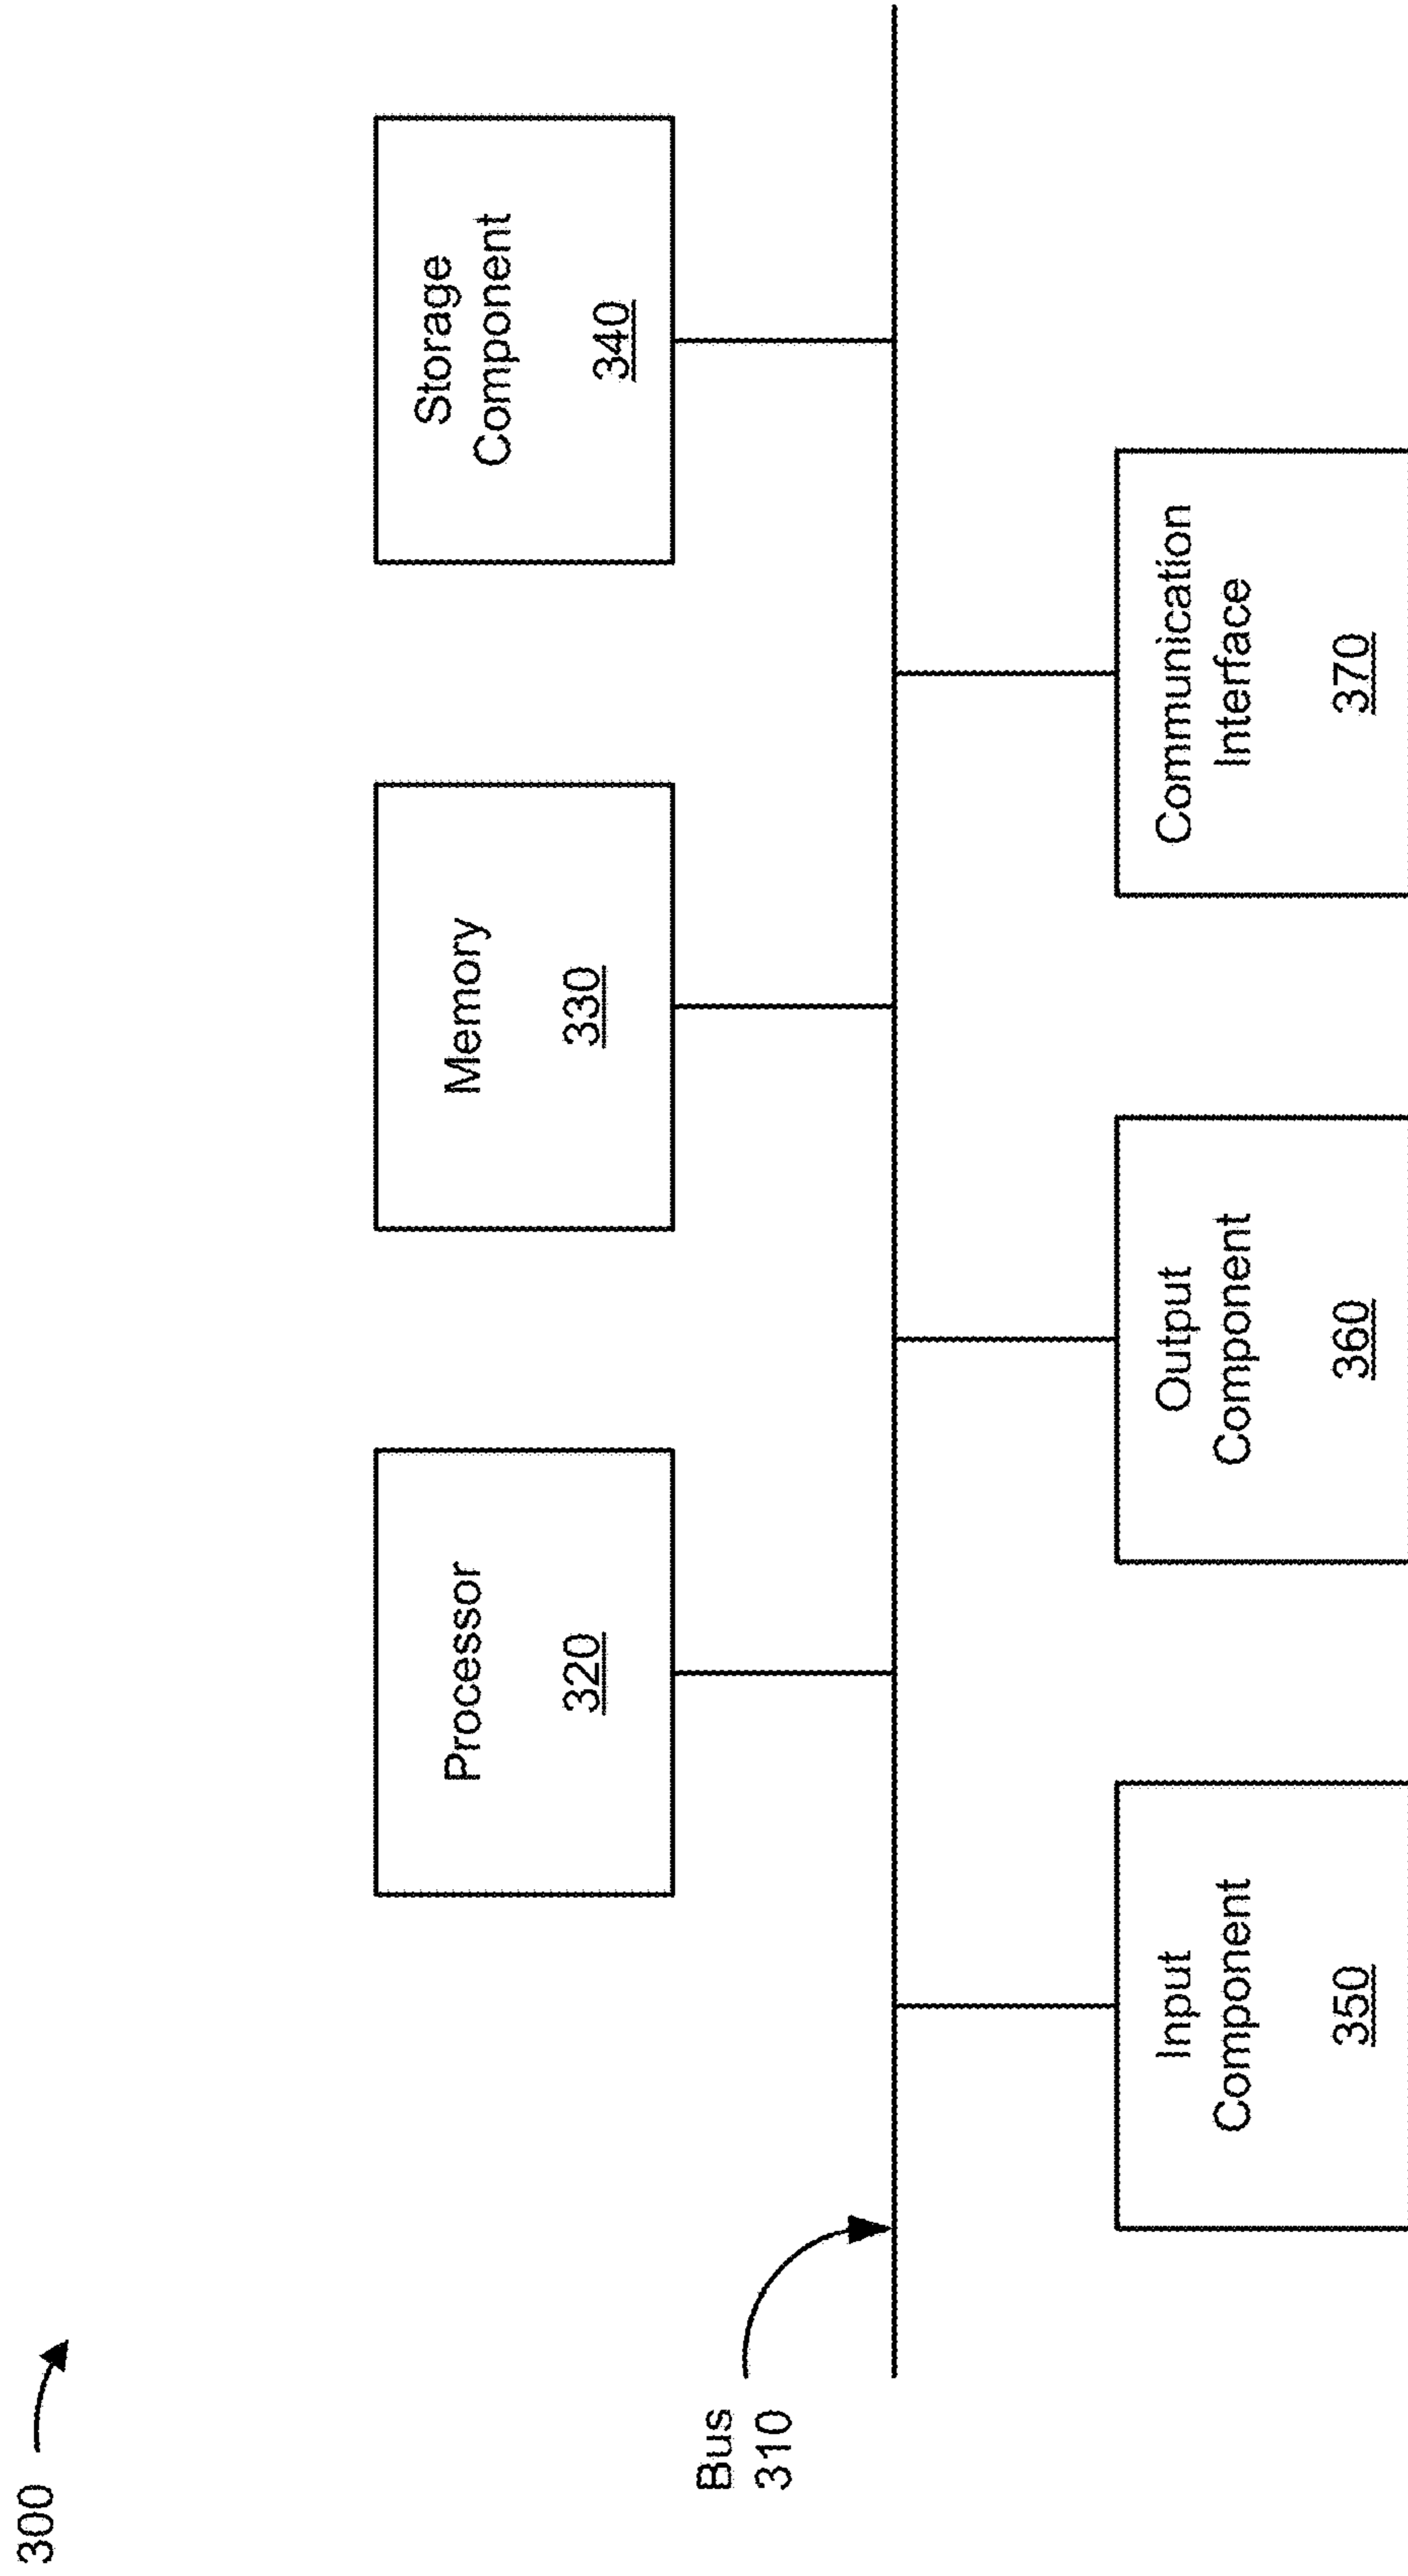 300
Processor
320
Memory
330
Storage
Component
340
Bus
310
Input
Component
350
Output
Component
360
Communication
Interface
370